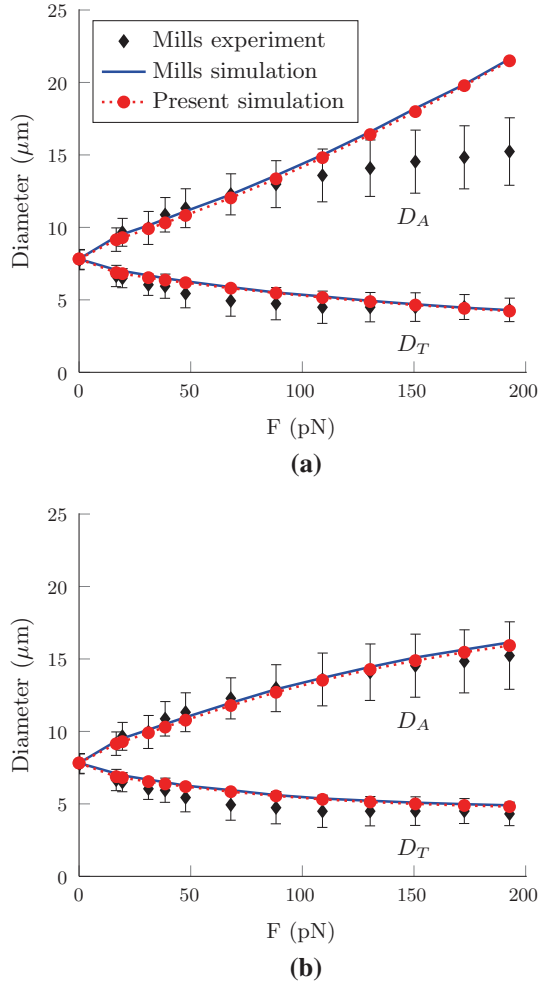 25
20
15
10
5
0
Diameter (μm)
Mills experiment
Mills simulation
Present simulation
D_A
D_T
0 50 100 150 200
F (pN)
(a)
25
20
15
10
5
0
Diameter (μm)
D_A
D_T
0 50 100 150 200
F (pN)
(b)